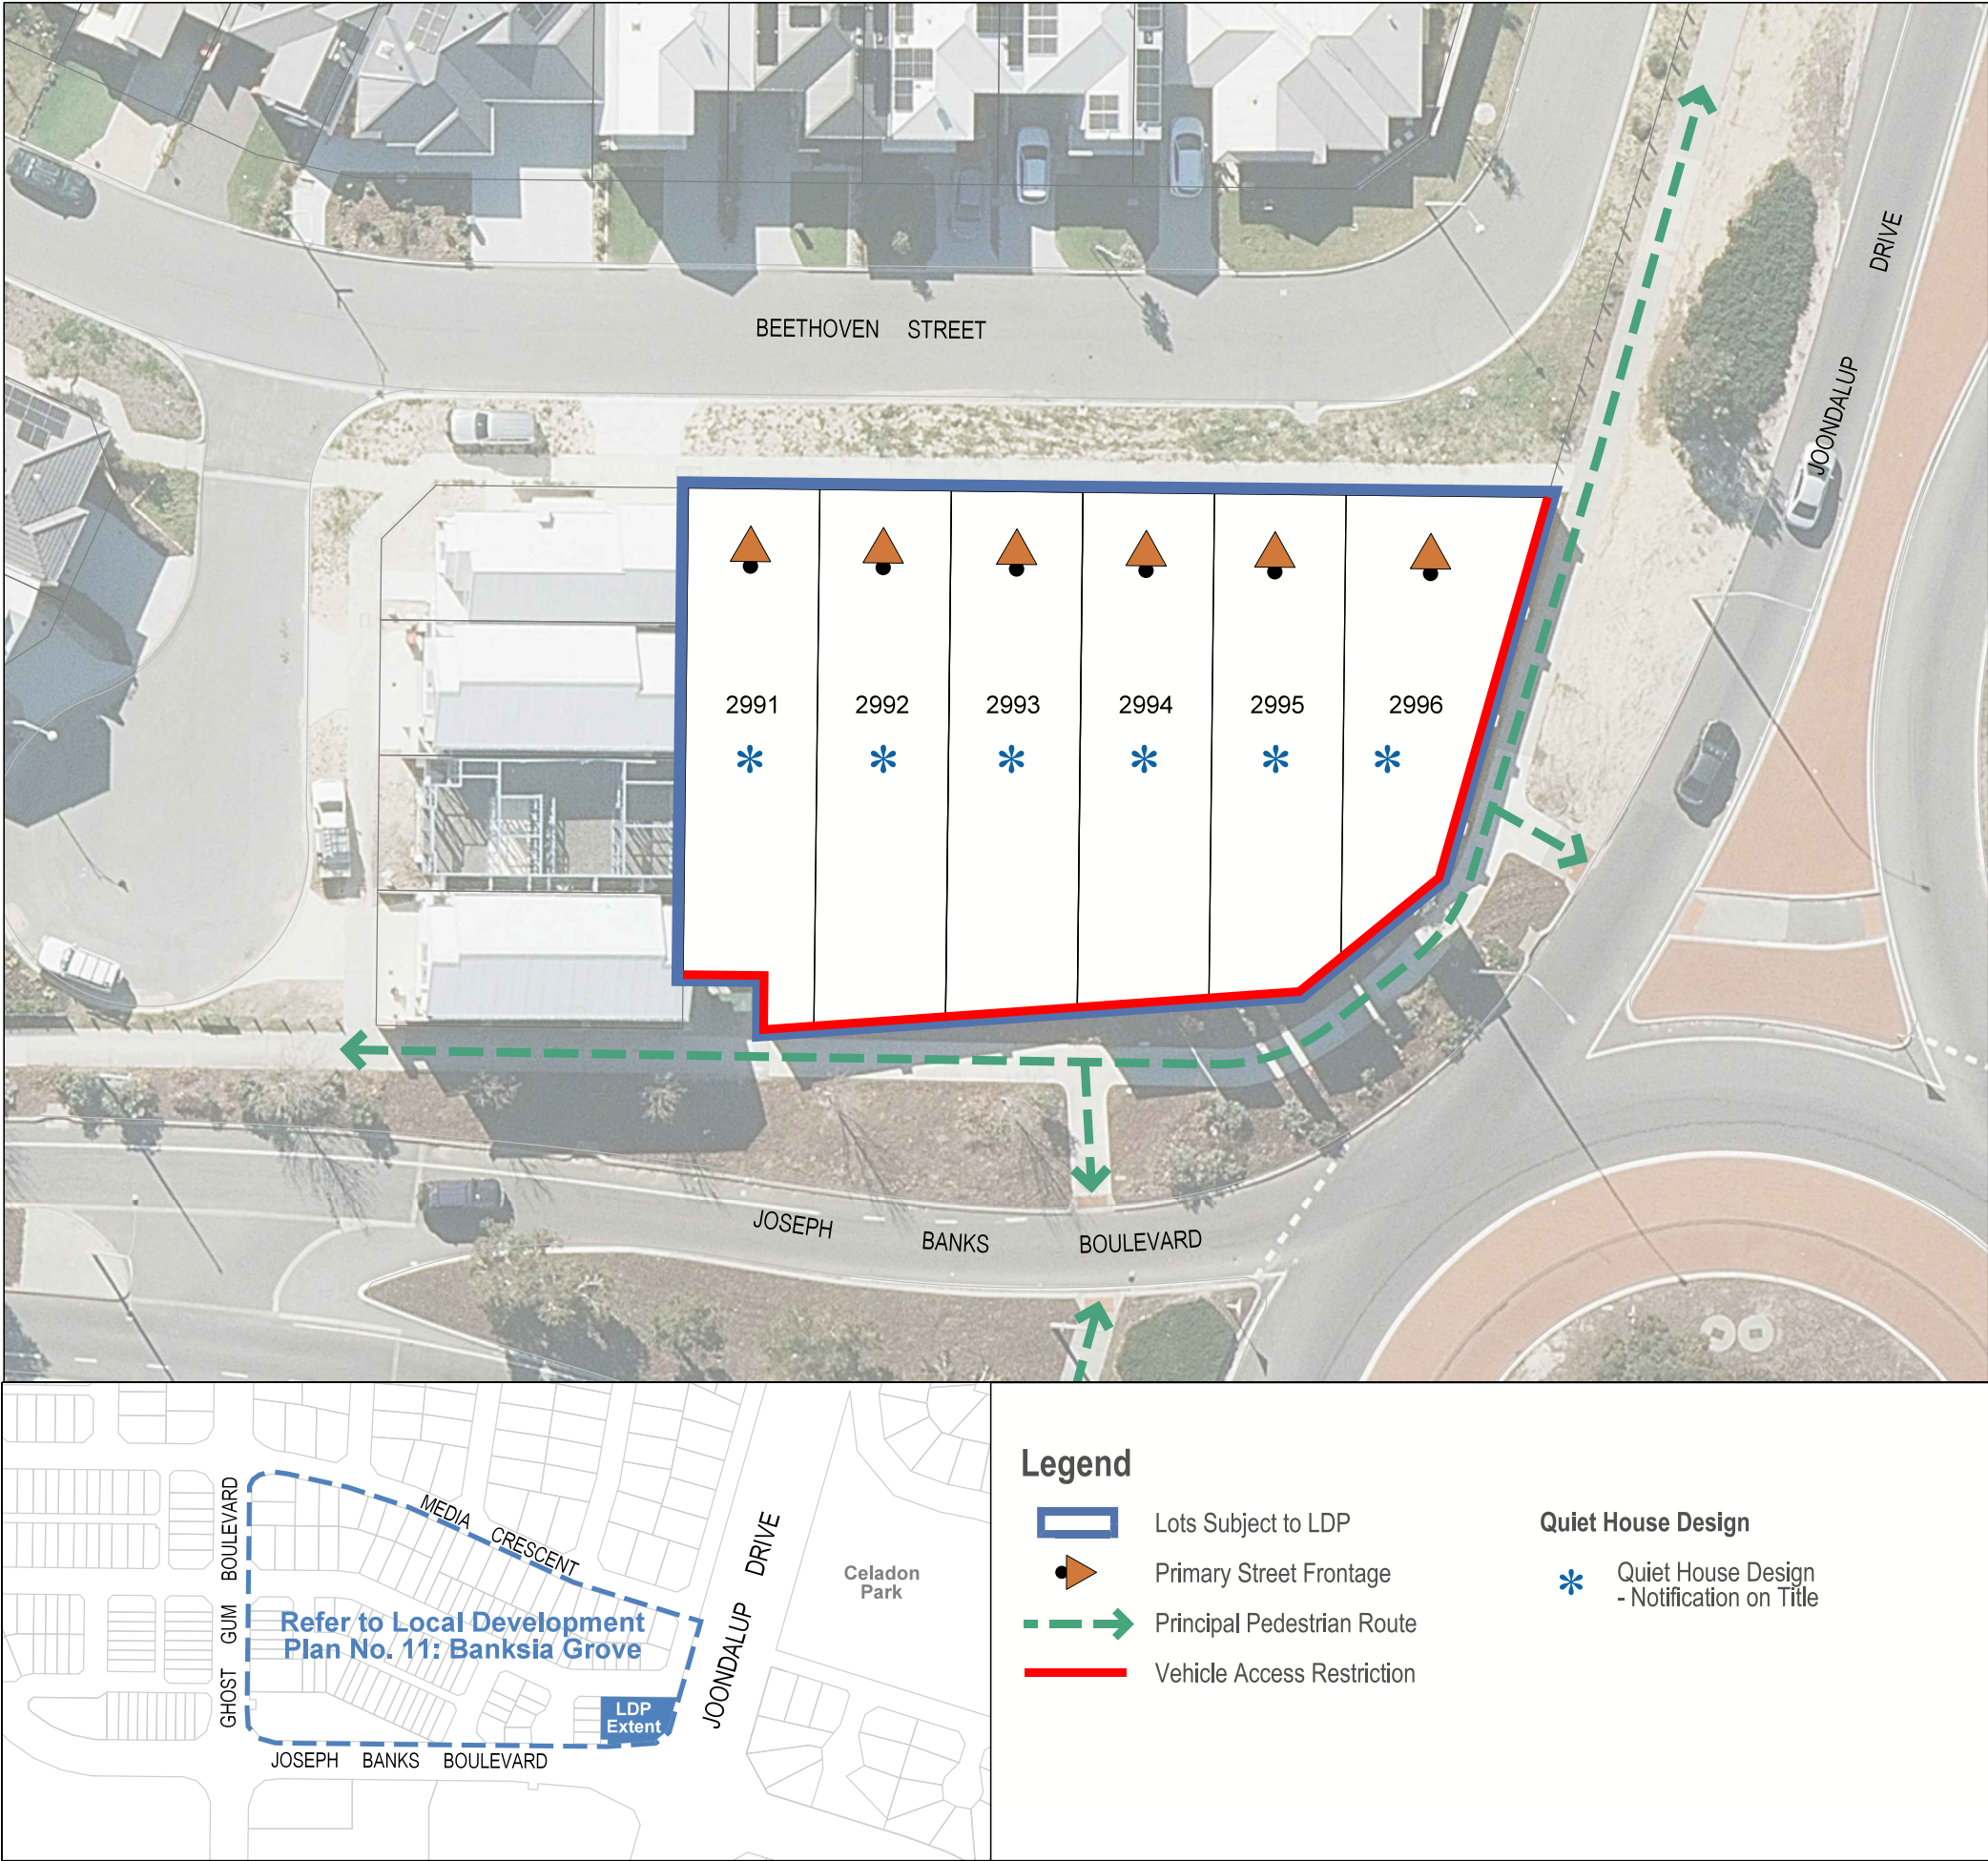 BEETHOVEN STREET
JOONDALUP DRIVE
2991 2992 2993 2994 2995 2996
JOSEPH BANKS BOULEVARD
MEDIA CRESCENT
GHOST GUM BOULEVARD
Refer to Local Development
Plan No. 11: Banksia Grove
LDP
Extent
JOSEPH BANKS BOULEVARD
JOONDALUP DRIVE
Celadon
Park
Legend
Lots Subject to LDP
Primary Street Frontage
Principal Pedestrian Route
Vehicle Access Restriction
Quiet House Design
Quiet House Design
- Notification on Title